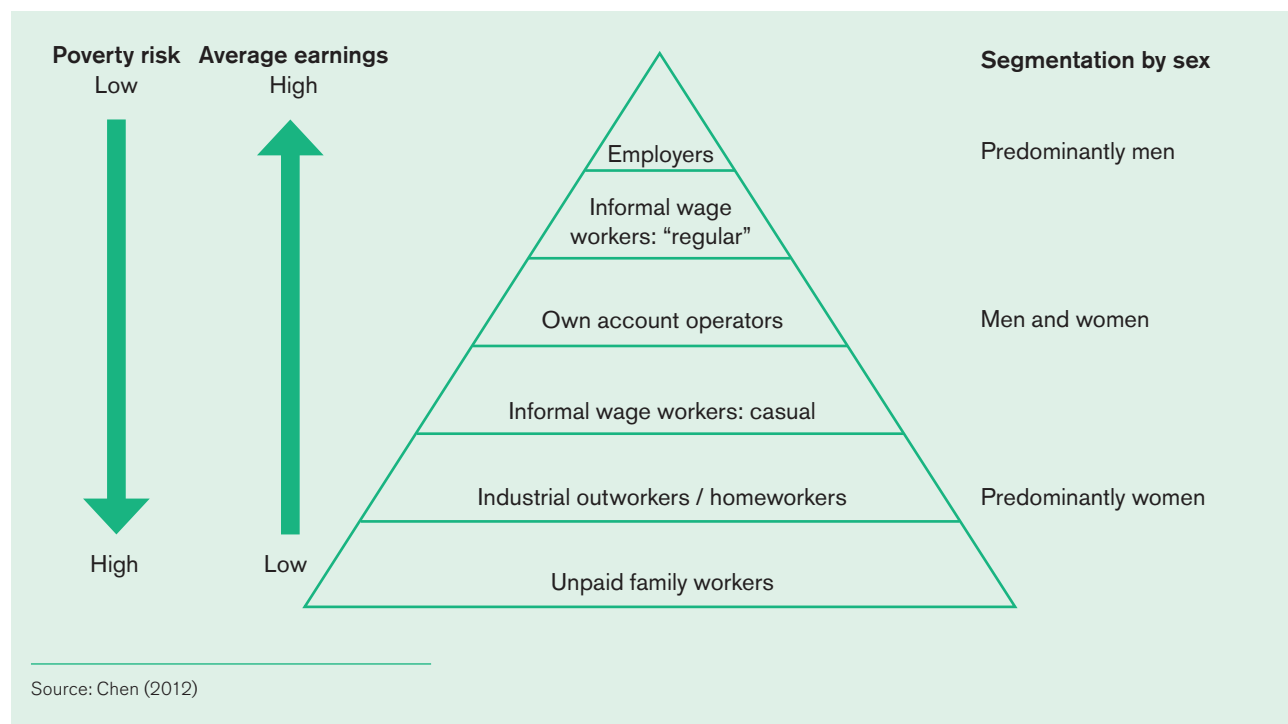 Poverty risk
Low
High
Average earnings
High
Low
Employers
Informal wage
workers: “regular”
Own account operators
Informal wage workers: casual
Industrial outworkers / homeworkers
Unpaid family workers
Segmentation by sex
Predominantly men
Men and women
Predominantly women
Source: Chen (2012)